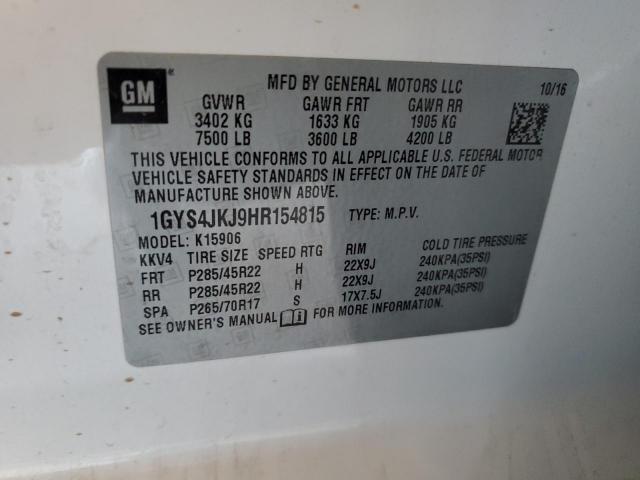 GM
MFD BY GENERAL MOTORS LLC 10/16
GVWR GAWR FRT GAWR RR
3402 KG 1633 KG 1905 KG
7500 LB 3600 LB 4200 LB
THIS VEHICLE CONFORMS TO ALL APPLICABLE U.S. FEDERAL MOTOR
VEHICLE SAFETY STANDARDS IN EFFECT ON THE DATE OF
MANUFACTURE SHOWN ABOVE.
1GYS4JKJ9HR154815 TYPE: M.P.V.
MODEL: K15906
KKV4 TIRE SIZE SPEED RTG RIM COLD TIRE PRESSURE
FRT P285/45R22 H 22X9J 240KPA(35PSI)
RR P285/45R22 H 22X9J 240KPA(35PSI)
SPA P265/70R17 S 17X7.5J 240KPA(35PSI)
SEE OWNER'S MANUAL FOR MORE INFORMATION.